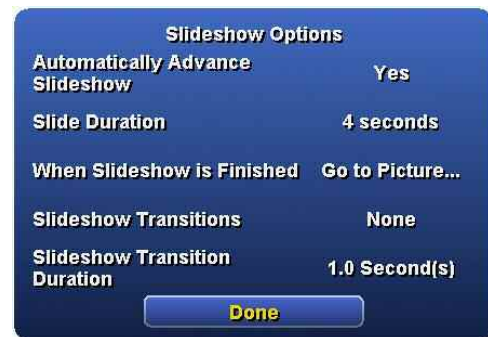 Slideshow Options
Automatically Advance
Slideshow
Yes
Slide Duration
4 seconds
When Slideshow is Finished
Go to Picture...
Slideshow Transitions
None
Slideshow Transition
Duration
1.0 Second(s)
Done